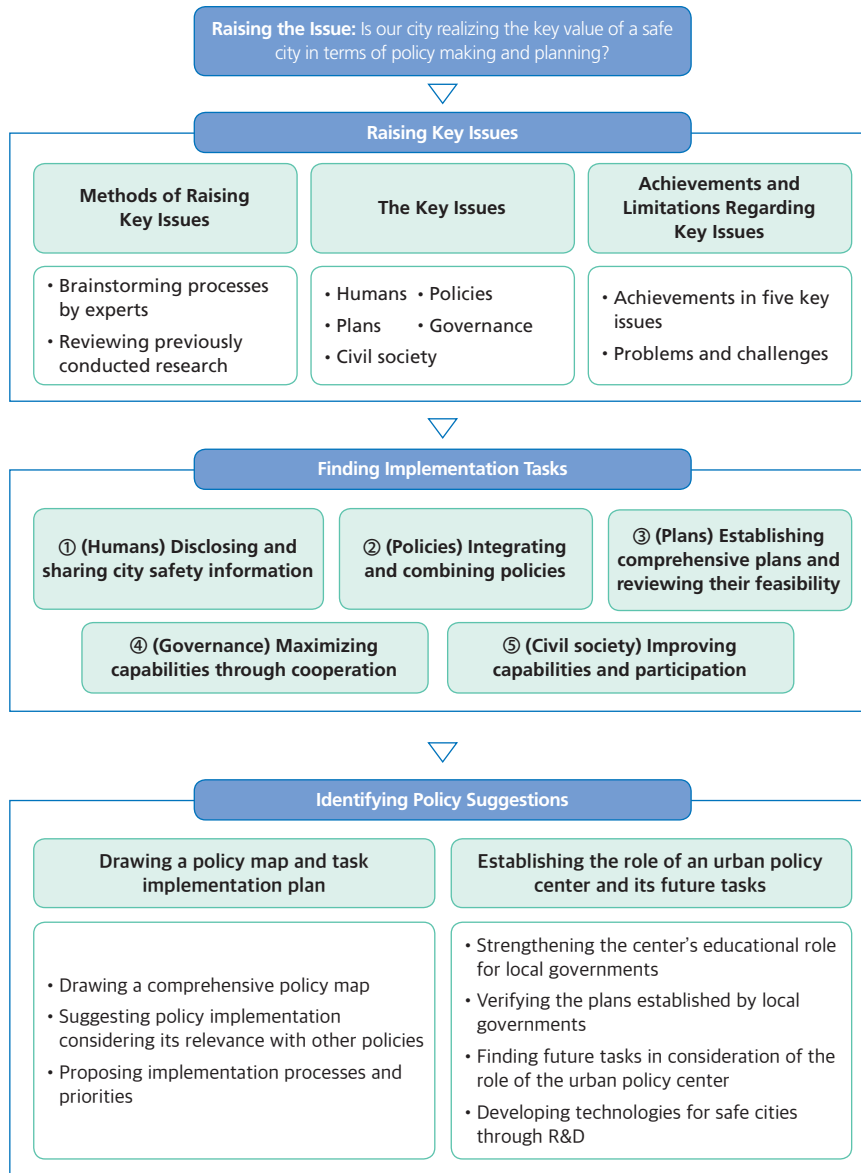 Raising the Issue: Is our city realizing the key value of a safe
city in terms of policy making and planning?
Raising Key Issues
Methods of Raising
Key Issues
• Brainstorming processes
by experts
• Reviewing previously
conducted research
The Key Issues
• Humans • Policies
• Plans • Governance
• Civil society
Achievements and
Limitations Regarding
Key Issues
• Achievements in five key
issues
• Problems and challenges
Finding Implementation Tasks
① (Humans) Disclosing and
sharing city safety information
② (Policies) Integrating
and combining policies
③ (Plans) Establishing
comprehensive plans and
reviewing their feasibility
④ (Governance) Maximizing
capabilities through cooperation
⑤ (Civil society) Improving
capabilities and participation
Identifying Policy Suggestions
Drawing a policy map and task
implementation plan
• Drawing a comprehensive policy map
• Suggesting policy implementation
considering its relevance with other policies
• Proposing implementation processes and
priorities
Establishing the role of an urban policy
center and its future tasks
• Strengthening the center's educational role
for local governments
• Verifying the plans established by local
governments
• Finding future tasks in consideration of the
role of the urban policy center
• Developing technologies for safe cities
through R&D